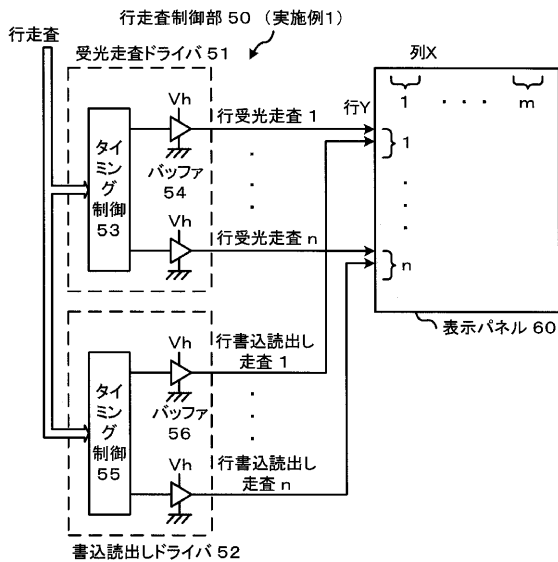 行走査制御部 50 (実施例1)
行走査
受光走査ドライバ 51
列X
Vh
行受光走査 1
行Y
1 ・・・ m
タイミング制御 53
バッファ 54
1
Vh
行受光走査 n
n
表示パネル 60
Vh
行書込読出し
走査 1
タイミング制御 55
バッファ 56
Vh
行書込読出し
走査 n
書込読出しドライバ 52